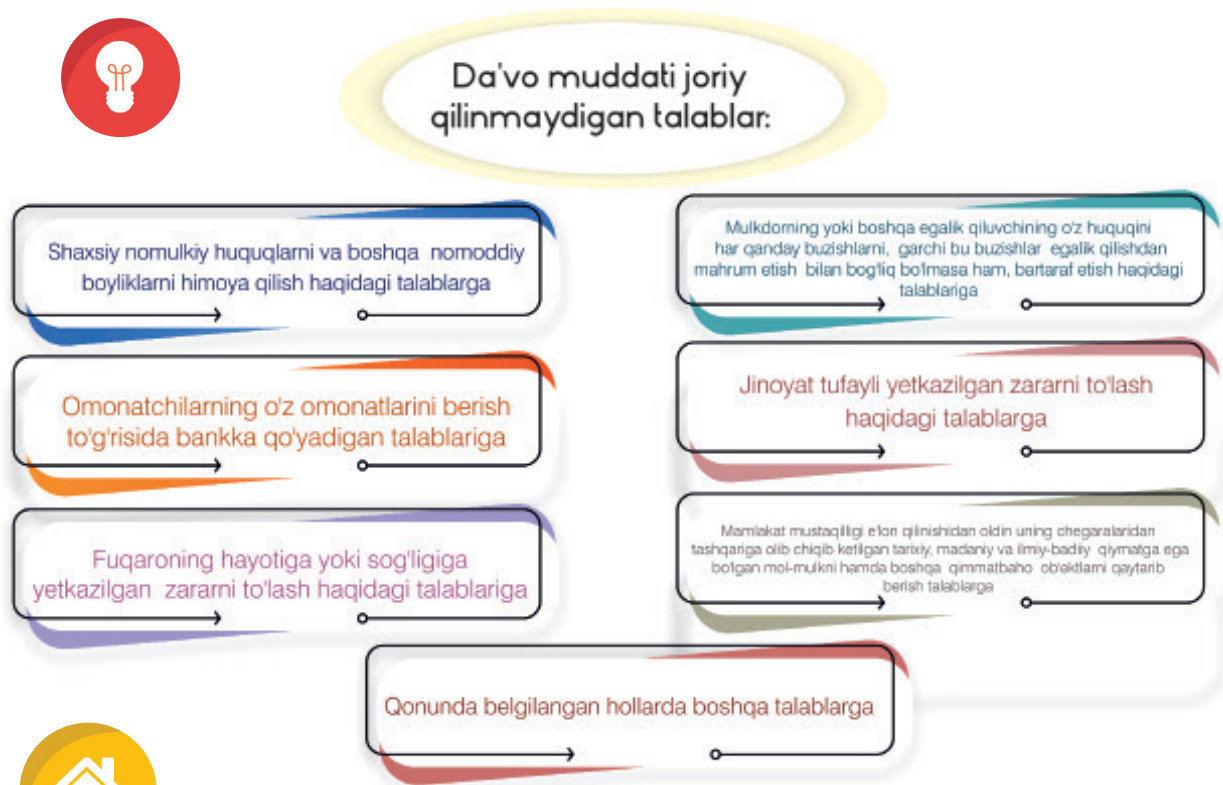 Da'vo muddati joriy
qilinmaydigan talablar:
Shaxsiy nomulkiy huquqlarni va boshqa nomoddiy
boyliklarni himoya qilish haqidagi talablarga
Mulkdorning yoki boshqa egalik qiluvchining o'z huquqini
har qanday buzishlarni, garchi bu buzishlar egalik qilishdan
mahrum etish bilan bog'liq bo'lmasa ham, bartaraf etish haqidagi
talablariga
Omonatchilarning o'z omonatlarini berish
to'g'risida bankka qo'yadigan talablariga
Jinoyat tufayli yetkazilgan zararni to'lash
haqidagi talablarga
Fuqaroning hayotiga yoki sog'ligiga
yetkazilgan zararni to'lash haqidagi talablariga
Mamlakat mustaqilligi e'lon qilinishidan oldin uning chegaralaridan
tashqariga olib chiqib ketilgan tarixiy, madaniy va ilmiy-badiiy qiymatga ega
bo'lgan mol-mulkni hamda boshqa qimmatbaho ob'ektlarni qaytarib
berish talablarga
Qonunda belgilangan hollarda boshqa talablarga